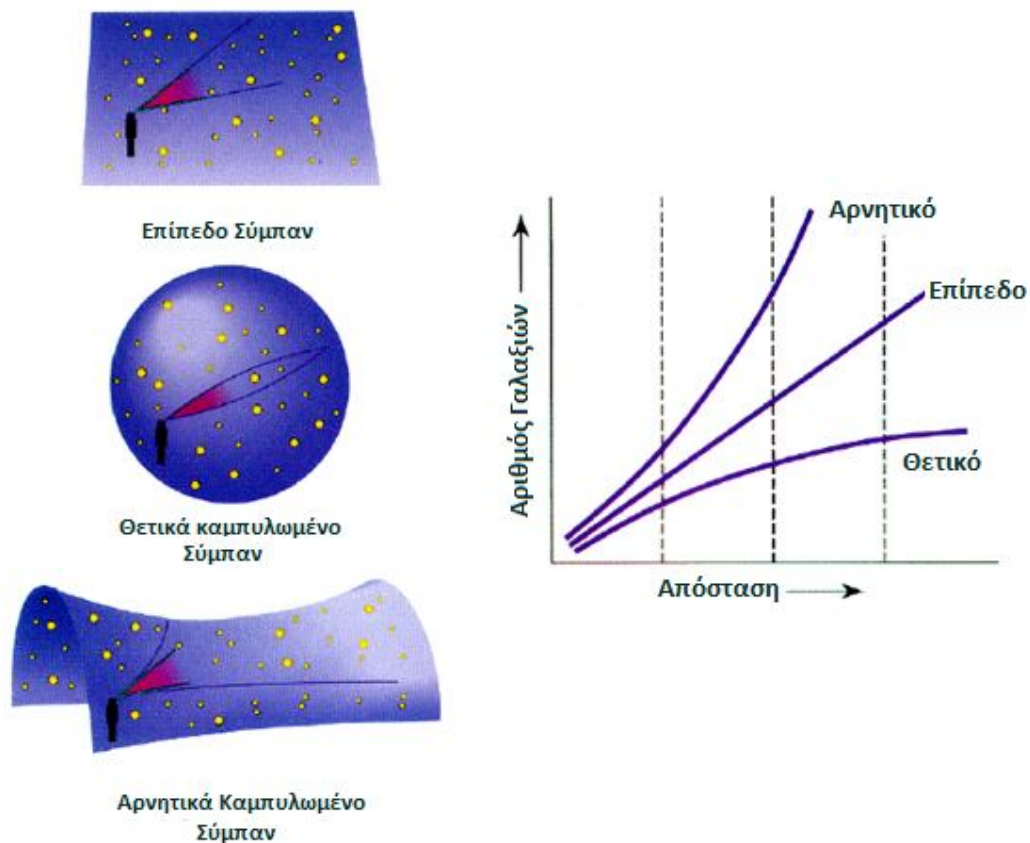 Επίπεδο Σύμπαν
Θετικά καμπυλωμένο
Σύμπαν
Αρνητικά Καμπυλωμένο
Σύμπαν
Αριθμός Γαλαξιών
Αρνητικό
Επίπεδο
Θετικό
Απόσταση